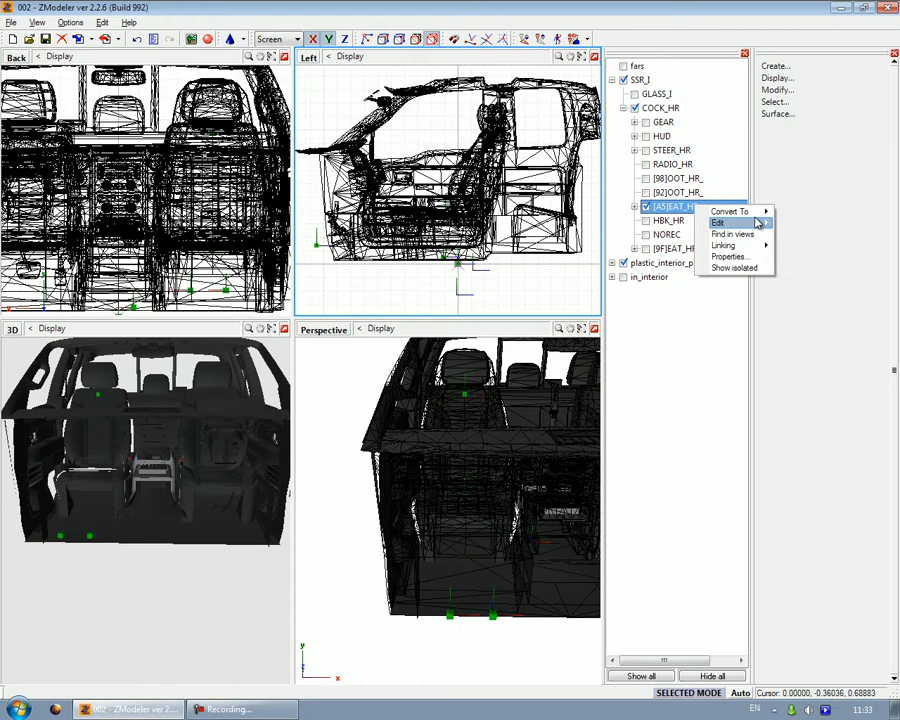 002 - ZModeler ver 2.2.6 (Build 992)
File View Options Edit Help
Screen X Y Z
Back < Display
Left < Display
3D < Display
Perspective < Display
fars
SSR_I
GLASS_I
COCK_HR
GEAR
HUD
STEER_HR
RADIO_HR
[98]OOT_HR_
[92]OOT_HR_
[A5]EAT_H
HBK_HR
NOREC
[9F]EAT_HR
plastic_interior_p
in_interior
Convert To
Edit
Find in views
Linking
Properties...
Show isolated
Create...
Display...
Modify...
Select...
Surface...
y
z
x
Show all Hide all
SELECTED MODE Auto Cursor: 0.00000, -0.36036, 0.68883
002 - ZModeler ver 2.2.... Recording... EN 11:33